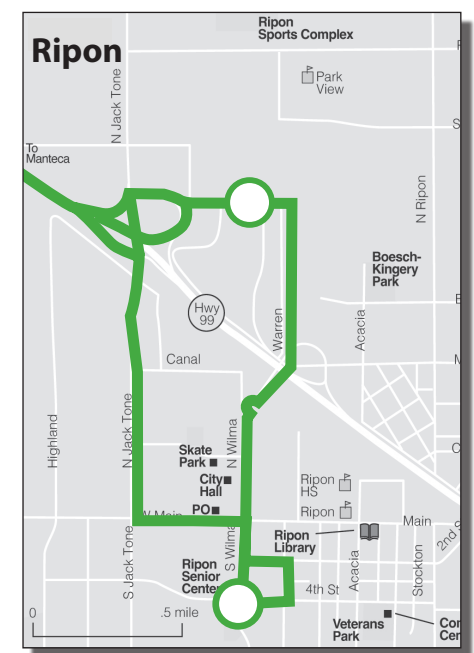 Ripon
Ripon
Sports Complex
Park
View
N Jack Tone
To
Manteca
N Ripon
Boesch-
Kingery
Park
Hwy
99
Warren
Acacia
Canal
Highland
N Jack Tone
N Wilma
Skate
Park
City
Hall
PO
Ripon
HS
Ripon
W Main
Main
2nd S
Ripon
Library
S Jack Tone
S Wilma
Ripon
Senior
Center
4th St
Acacia
Stockton
0
.5 mile
Veterans
Park